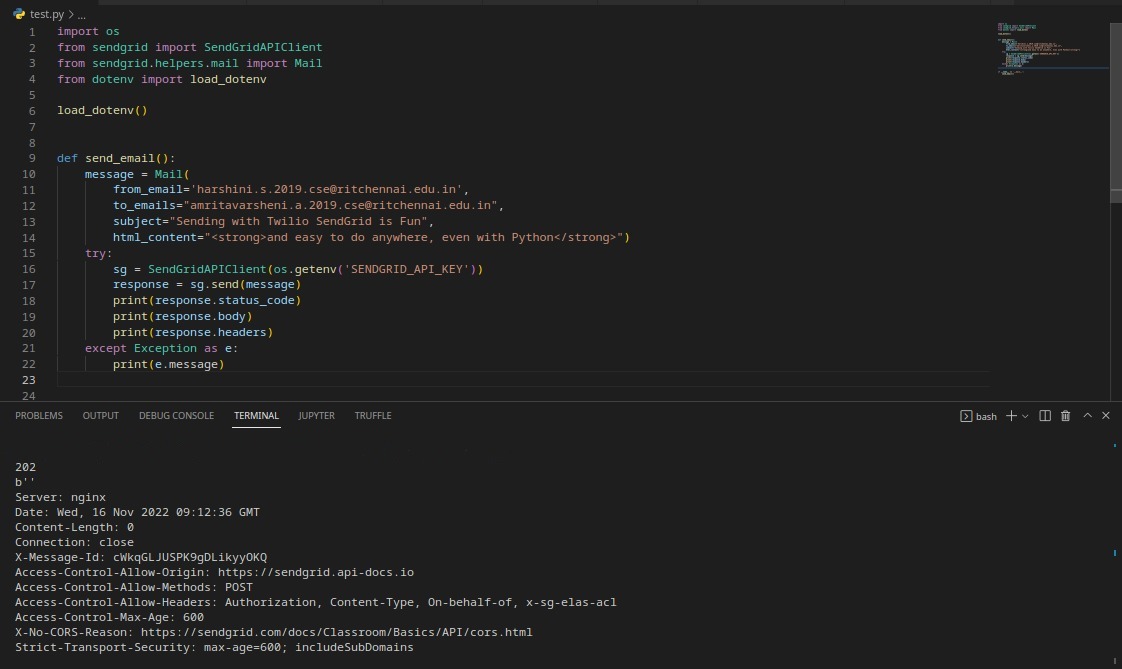 test.py > ...
1 import os
2 from sendgrid import SendGridAPIClient
3 from sendgrid.helpers.mail import Mail
4 from dotenv import load_dotenv
5
6 load_dotenv()
7
8
9 def send_email():
10     message = Mail(
11         from_email='harshini.s.2019.cse@ritchennai.edu.in',
12         to_emails="amritavarsheni.a.2019.cse@ritchennai.edu.in",
13         subject="Sending with Twilio SendGrid is Fun",
14         html_content="<strong>and easy to do anywhere, even with Python</strong>")
15     try:
16         sg = SendGridAPIClient(os.getenv('SENDGRID_API_KEY'))
17         response = sg.send(message)
18         print(response.status_code)
19         print(response.body)
20         print(response.headers)
21     except Exception as e:
22         print(e.message)
23
24
PROBLEMS OUTPUT DEBUG CONSOLE TERMINAL JUPYTER TRUFFLE bash
202
b''
Server: nginx
Date: Wed, 16 Nov 2022 09:12:36 GMT
Content-Length: 0
Connection: close
X-Message-Id: cWkqGLJUSPK9gDLikyyOKQ
Access-Control-Allow-Origin: https://sendgrid.api-docs.io
Access-Control-Allow-Methods: POST
Access-Control-Allow-Headers: Authorization, Content-Type, On-behalf-of, x-sg-elas-acl
Access-Control-Max-Age: 600
X-No-CORS-Reason: https://sendgrid.com/docs/Classroom/Basics/API/cors.html
Strict-Transport-Security: max-age=600; includeSubDomains